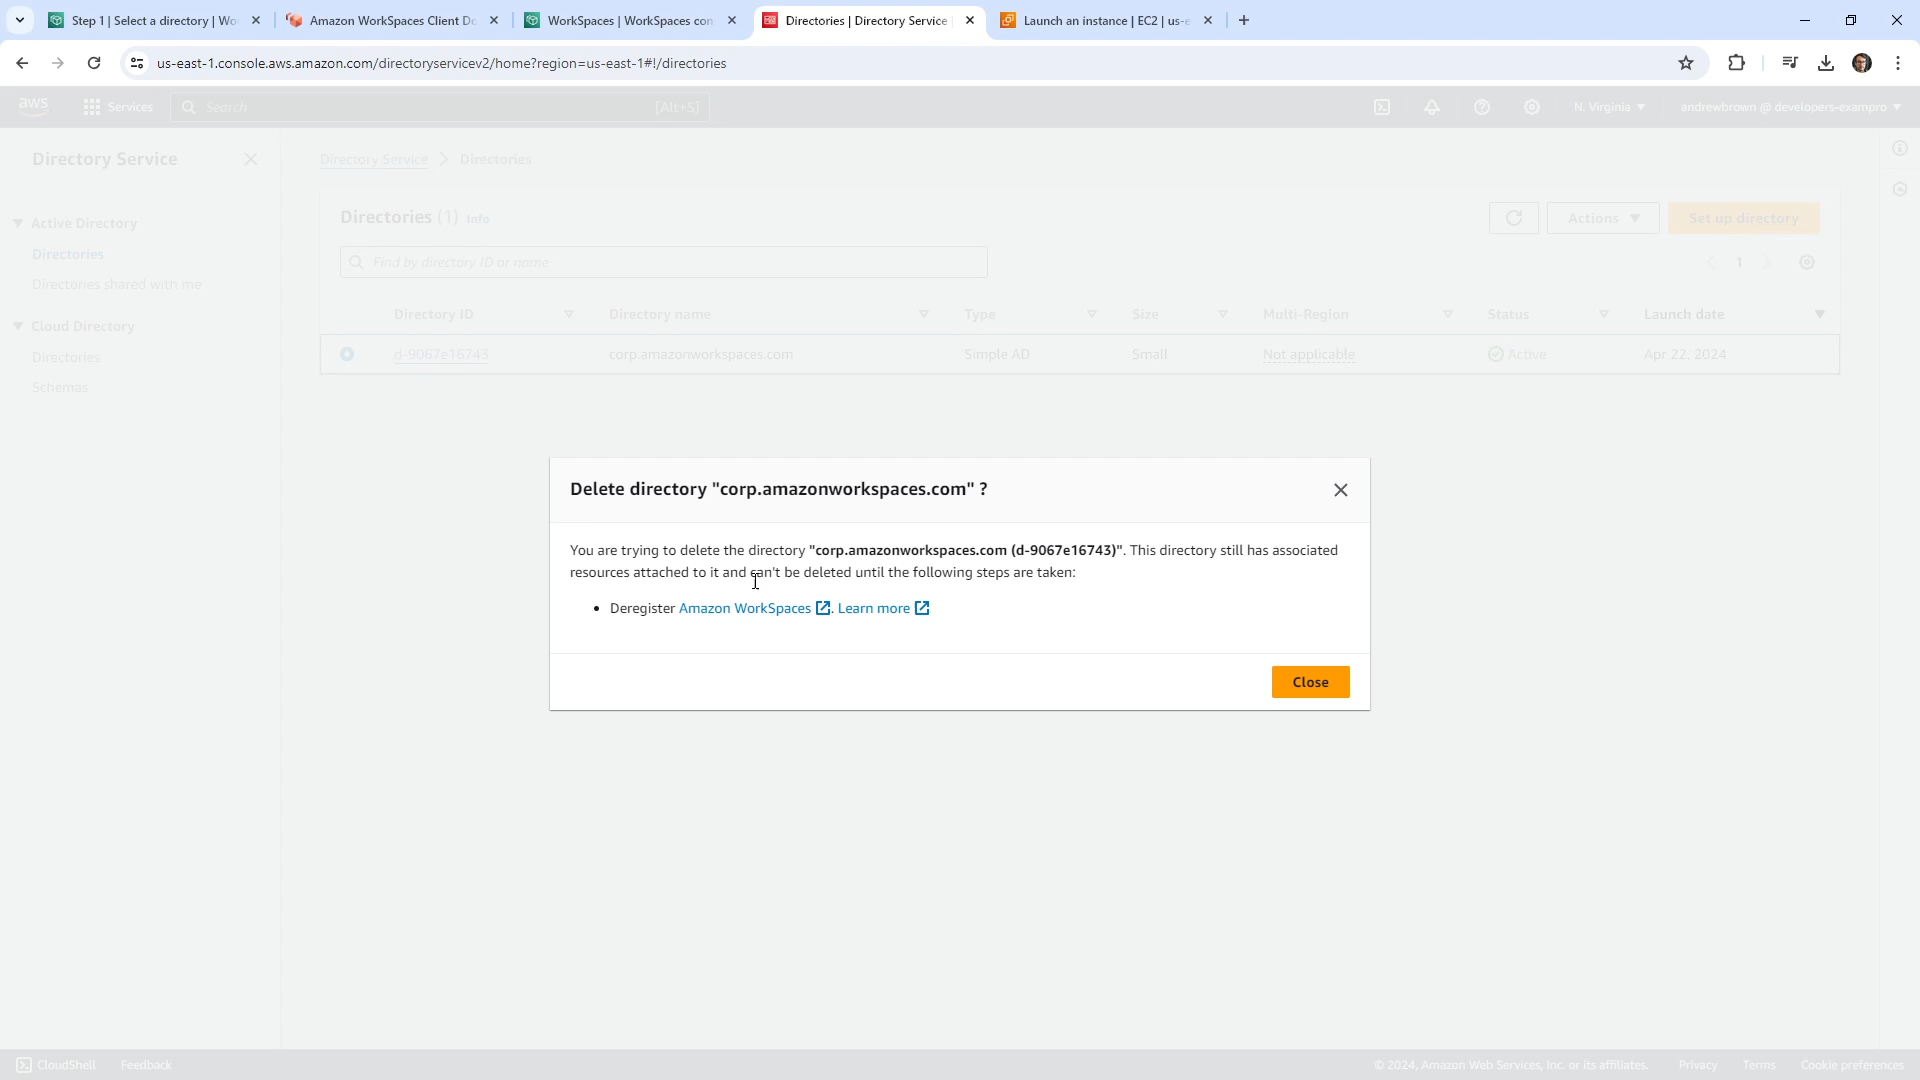 Step 1 | Select a directory | Wo
Amazon WorkSpaces Client Do
WorkSpaces | WorkSpaces con
Directories | Directory Service
Launch an instance | EC2 | us-e
us-east-1.console.aws.amazon.com/directoryservicev2/home?region=us-east-1#!/directories
aws
Services
Search
[Alt+S]
N. Virginia
andrewbrown @ developers-exampro
Directory Service
Active Directory
Directories
Directories shared with me
Cloud Directory
Directories
Schemas
Directory Service > Directories
Directories (1) Info
Actions
Set up directory
Find by directory ID or name
1
Directory ID Directory name Type Size Multi-Region Status Launch date
d-9067e16743 corp.amazonworkspaces.com Simple AD Small Not applicable Active Apr 22, 2024
Delete directory "corp.amazonworkspaces.com" ?
You are trying to delete the directory "corp.amazonworkspaces.com (d-9067e16743)". This directory still has associated
resources attached to it and can't be deleted until the following steps are taken:
• Deregister Amazon WorkSpaces. Learn more
Close
CloudShell Feedback © 2024, Amazon Web Services, Inc. or its affiliates. Privacy Terms Cookie preferences